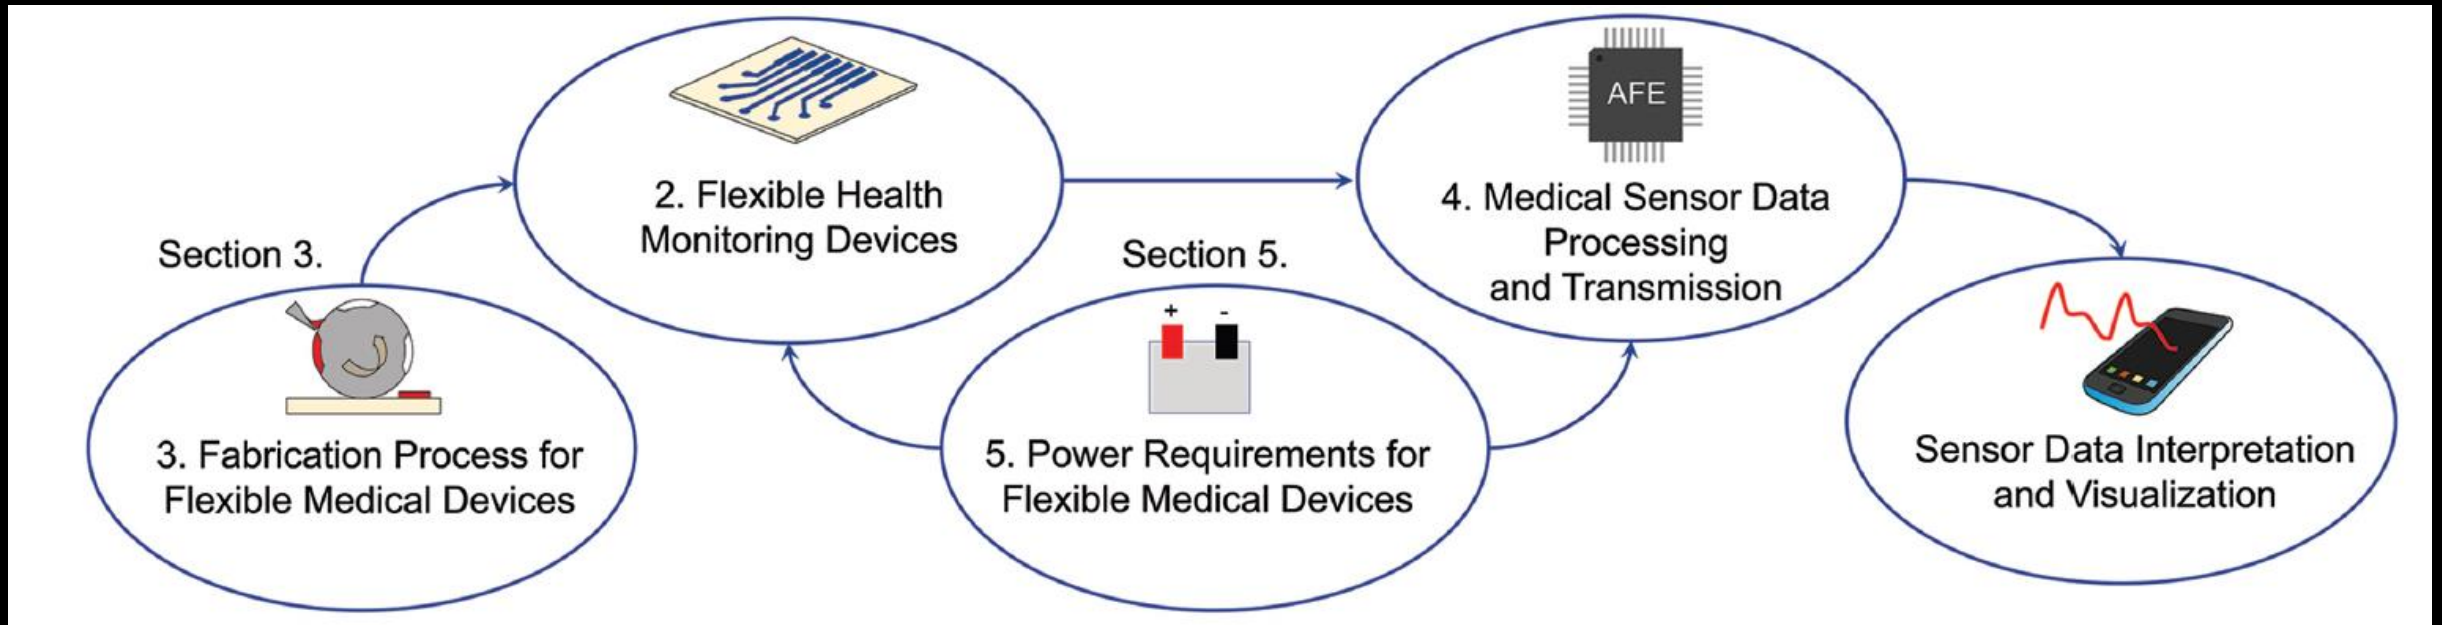 AFE
2. Flexible Health
Monitoring Devices
4. Medical Sensor Data
Processing
and Transmission
Section 3.
Section 5.
+ -
3. Fabrication Process for
Flexible Medical Devices
5. Power Requirements for
Flexible Medical Devices
Sensor Data Interpretation
and Visualization